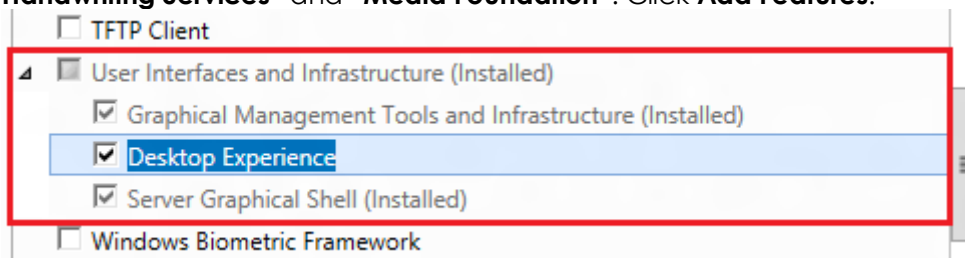 Handwriting Services" and "Media Foundation". Click Add Features.
TFTP Client
User Interfaces and Infrastructure (Installed)
Graphical Management Tools and Infrastructure (Installed)
Desktop Experience
Server Graphical Shell (Installed)
Windows Biometric Framework